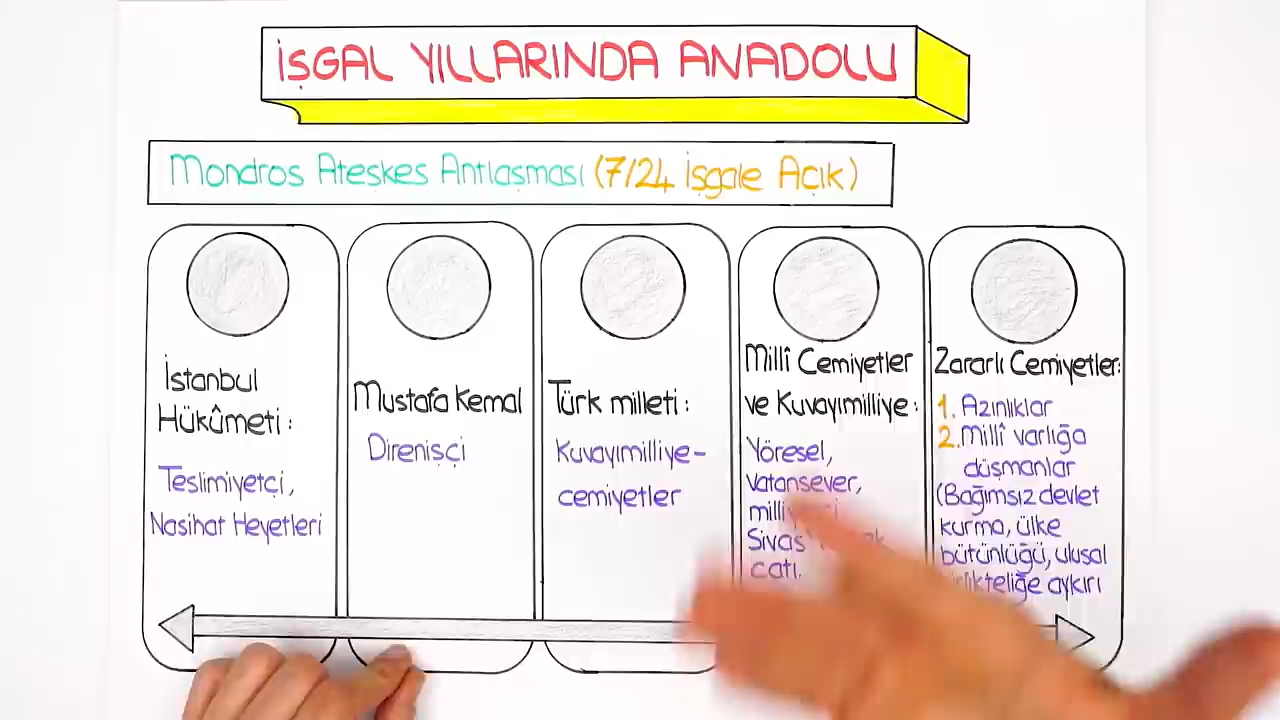 İŞGAL YILLARINDA ANADOLU
Mondros Ateşkes Antlaşması (7/24 İşgale Açık)
İstanbul
Hükûmeti:
Teslimiyetçi,
Nasihat Heyetleri
Mustafa Kemal
Direnişçi
Türk milleti:
Kuvayımilliye-
cemiyetler
Millî Cemiyetler
ve Kuvayımilliye:
Yöresel,
vatansever,
Sivas
çatı.
Zararlı Cemiyetler:
1. Azınlıklar
2. Millî varlığa
düşmanlar
(Bağımsız devlet
kurma, ülke
bütünlüğü, ulusal
aykırı